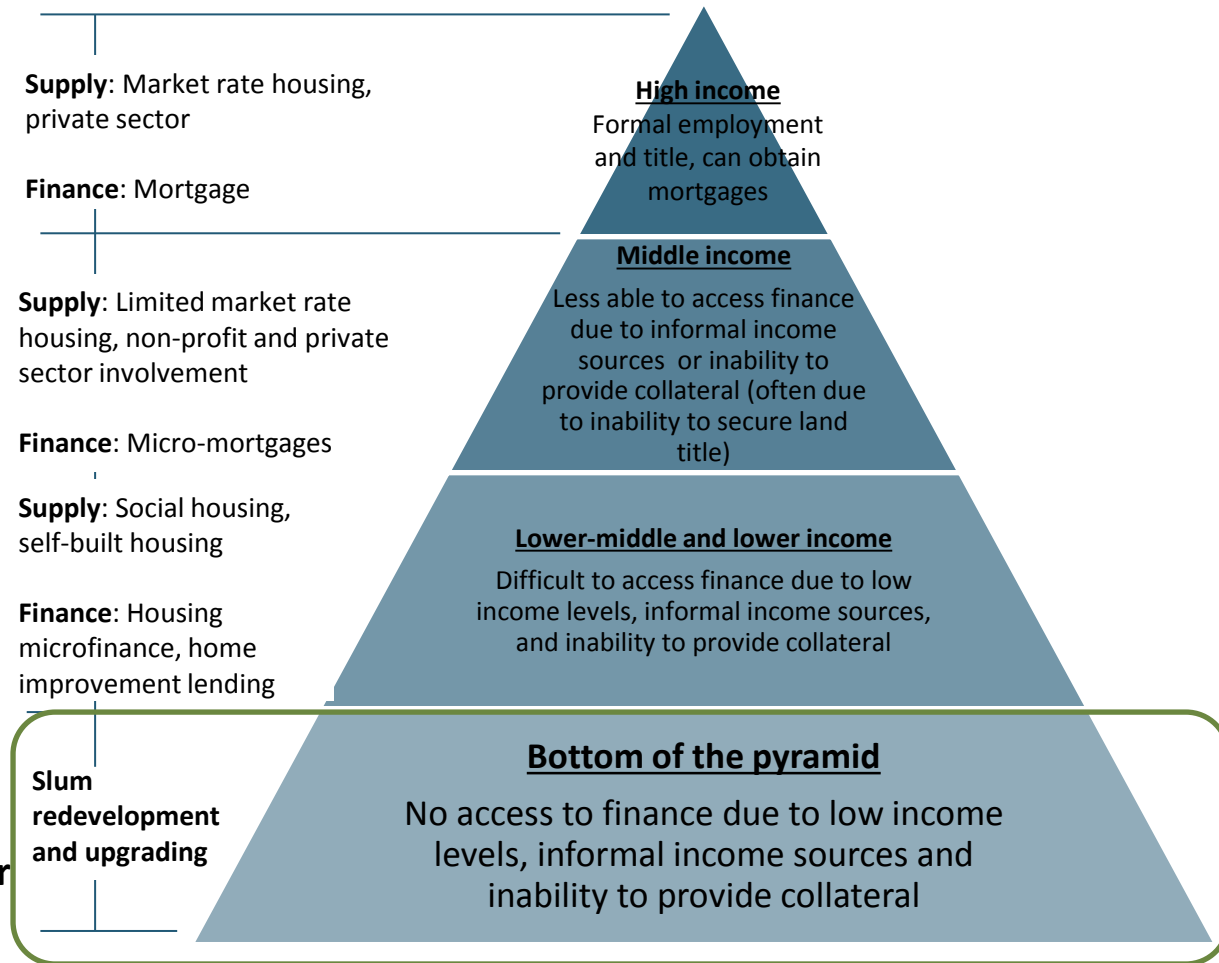 Supply: Market rate housing,
private sector
Finance: Mortgage
High income
Formal employment
and title, can obtain
mortgages
Supply: Limited market rate
housing, non-profit and private
sector involvement
Finance: Micro-mortgages
Middle income
Less able to access finance
due to informal income
sources or inability to
provide collateral (often due
to inability to secure land
title)
Supply: Social housing,
self-built housing
Finance: Housing
microfinance, home
improvement lending
Lower-middle and lower income
Difficult to access finance due to low
income levels, informal income sources,
and inability to provide collateral
Slum
redevelopment
and upgrading
r
Bottom of the pyramid
No access to finance due to low income
levels, informal income sources and
inability to provide collateral